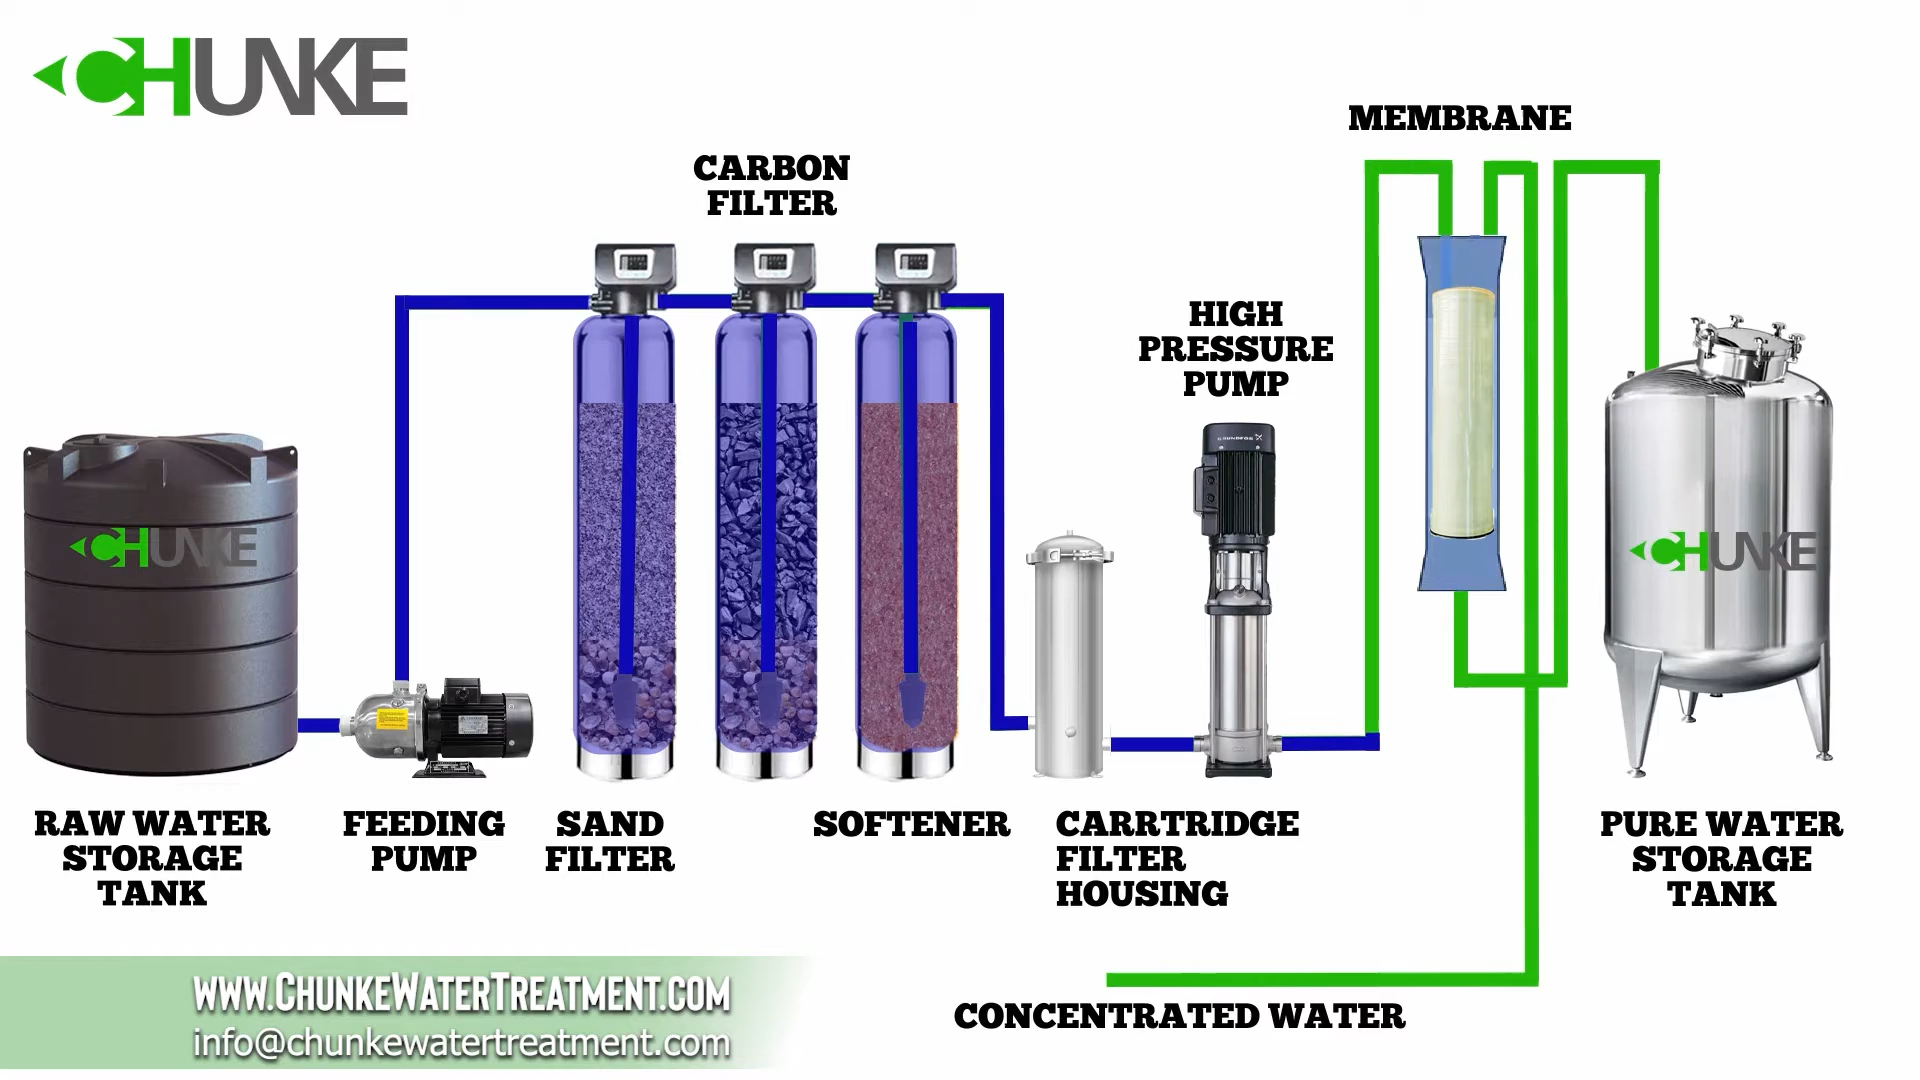 CHUNKE
MEMBRANE
CARBON
FILTER
HIGH
PRESSURE
PUMP
GRUNDFOS
CHUNKE
CHUNKE
RAW WATER
STORAGE
TANK
FEEDING
PUMP
SAND
FILTER
SOFTENER
CARRTRIDGE
FILTER
HOUSING
PURE WATER
STORAGE
TANK
WWW.CHUNKEWATERTREATMENT.COM
info@chunkewatertreatment.com
CONCENTRATED WATER